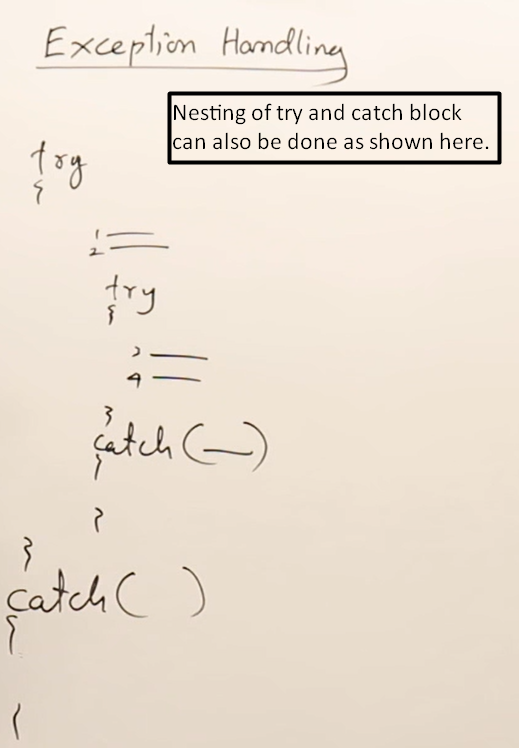 Exception Handling
Nesting of try and catch block
can also be done as shown here.
try
{
1
2
try
{
3
4
}
catch(—)
{
}
}
catch( )
{